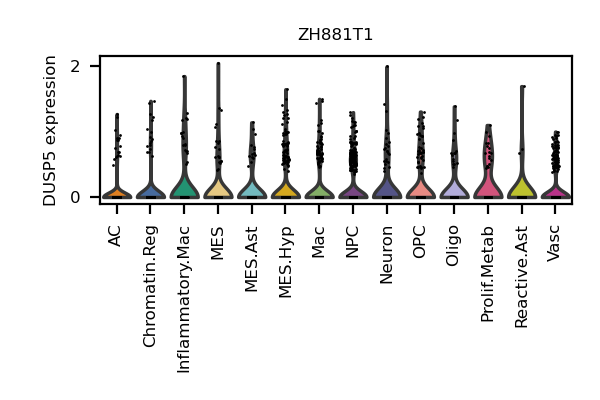 ZH881T1
DUSP5 expression
2
0
AC
Chromatin.Reg
Inflammatory.Mac
MES
MES.Ast
MES.Hyp
Mac
NPC
Neuron
OPC
Oligo
Prolif.Metab
Reactive.Ast
Vasc